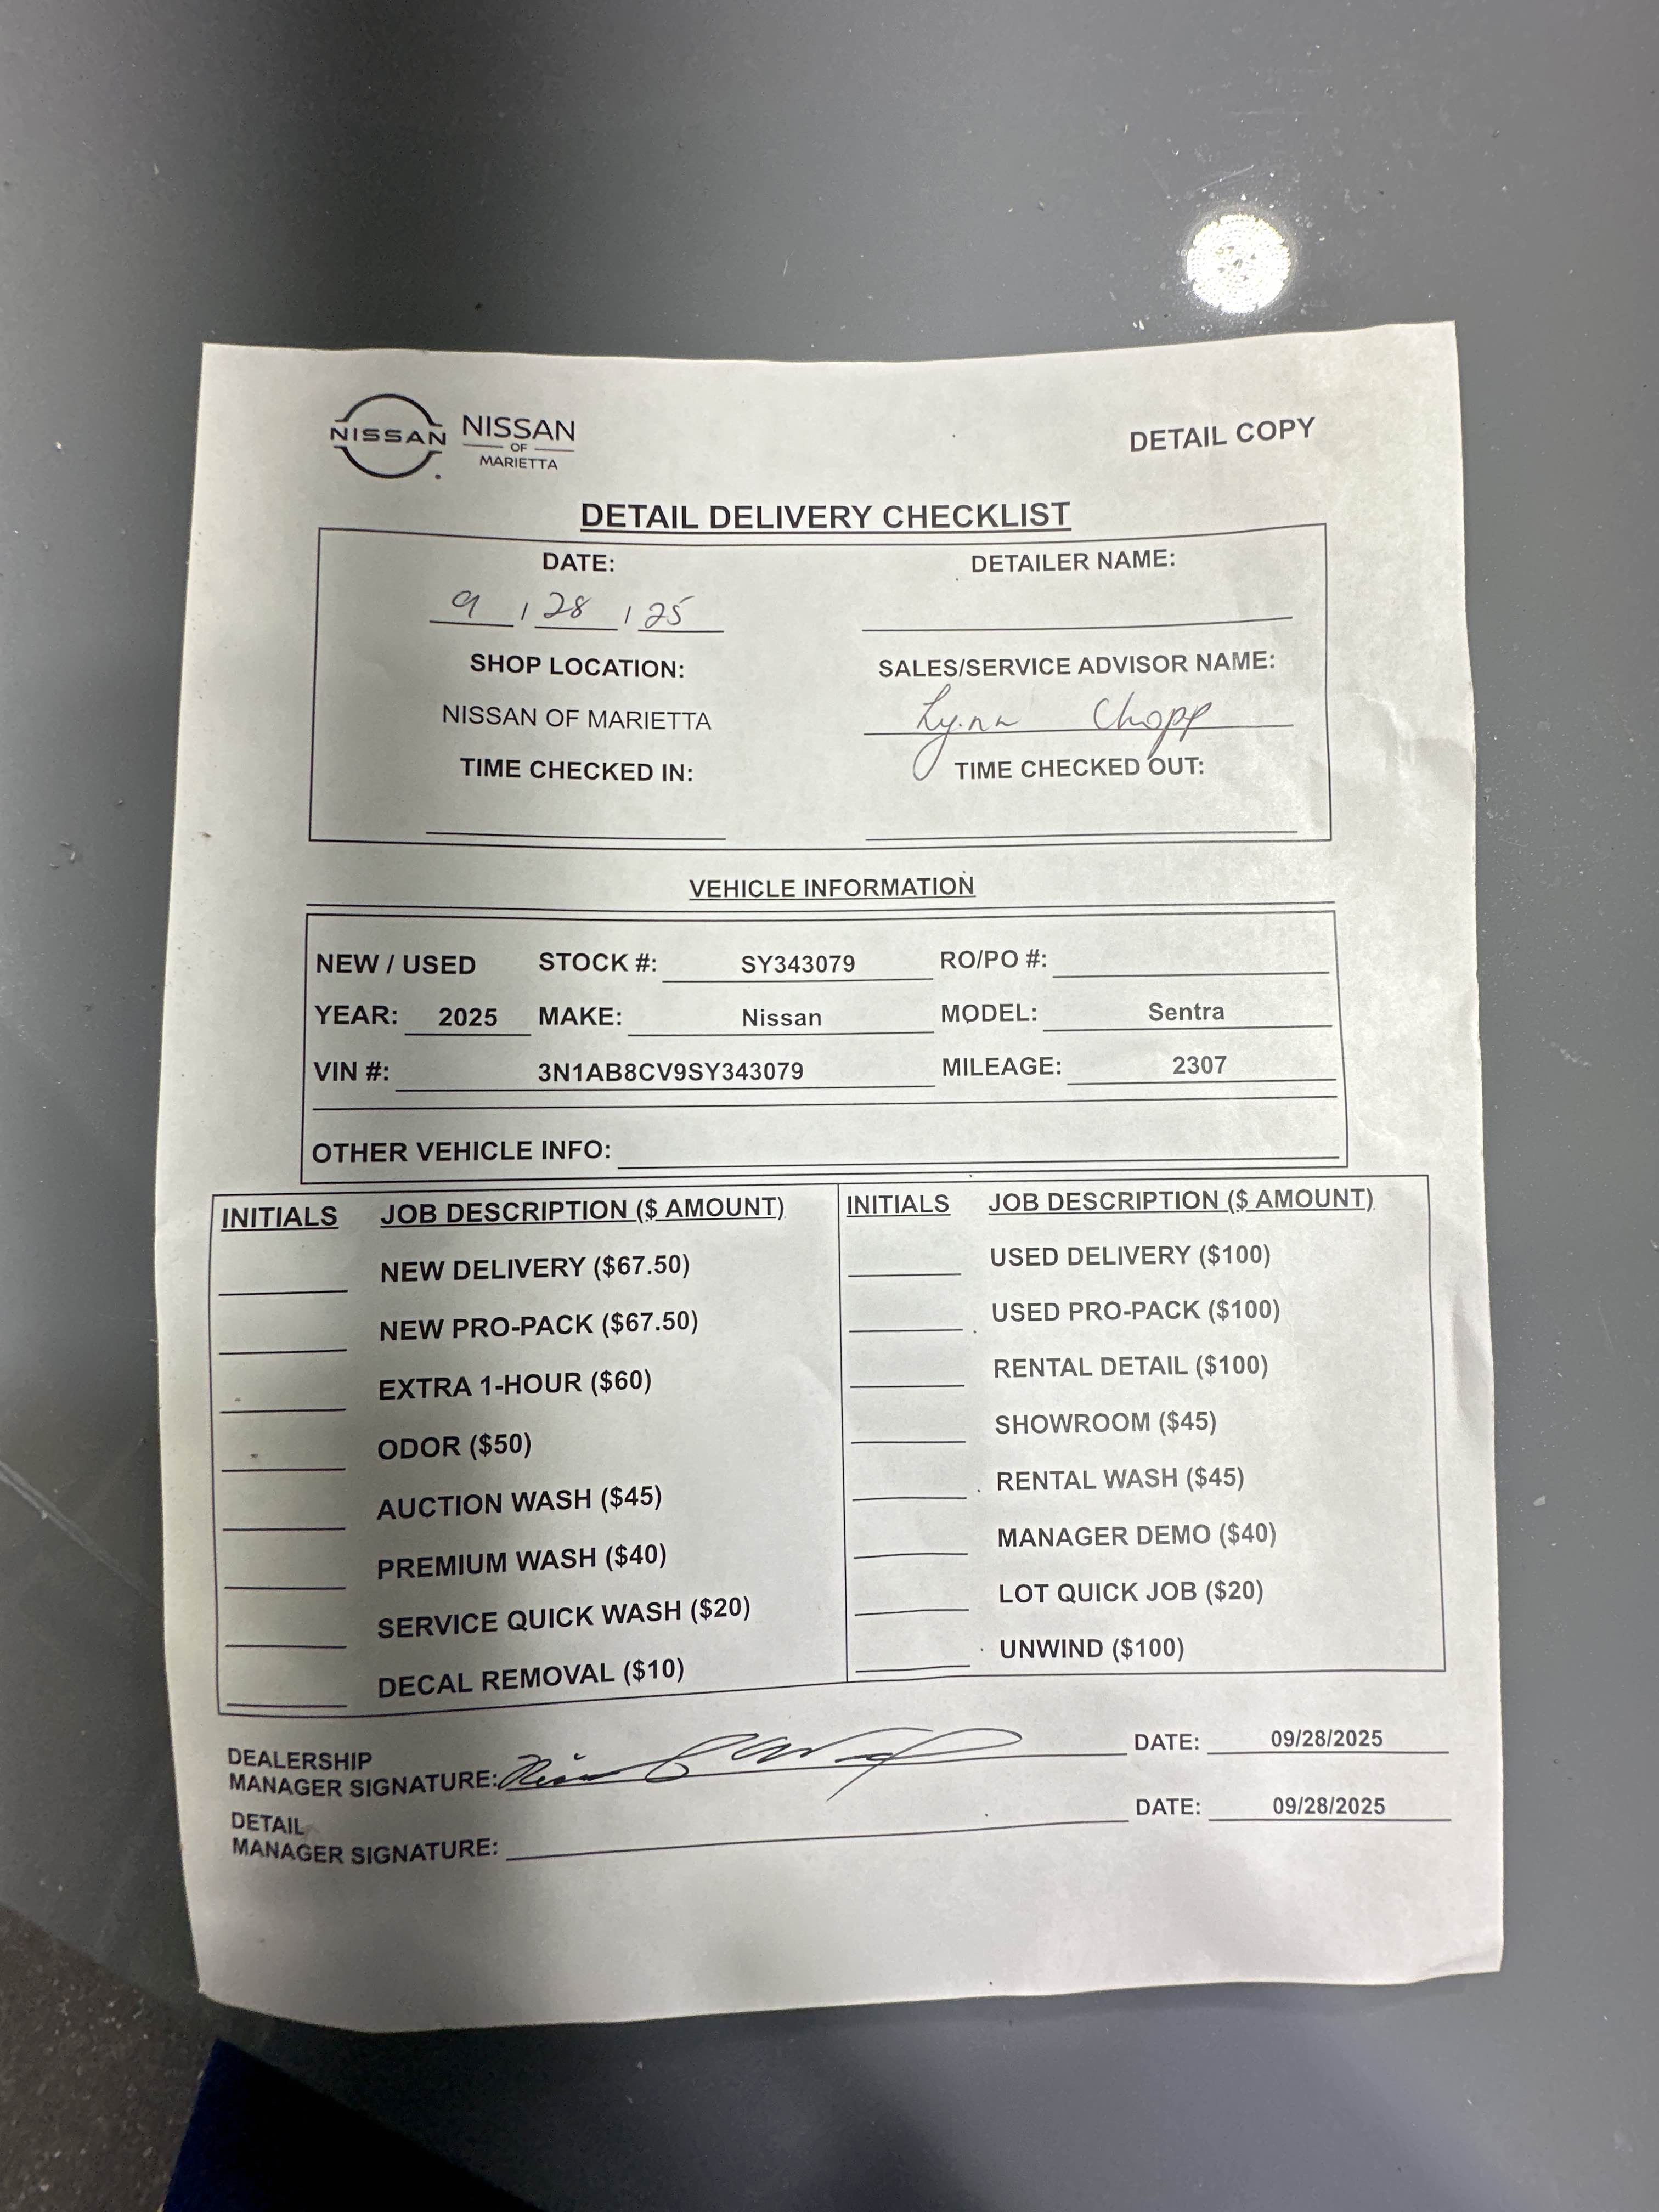 NISSAN
NISSAN
OF
MARIETTA
DETAIL COPY
DETAIL DELIVERY CHECKLIST
DATE: DETAILER NAME:
9 / 28 / 25
SHOP LOCATION: SALES/SERVICE ADVISOR NAME:
NISSAN OF MARIETTA Lynn Chopp
TIME CHECKED IN: TIME CHECKED OUT:
VEHICLE INFORMATION
NEW / USED STOCK #: SY343079 RO/PO #:
YEAR: 2025 MAKE: Nissan MODEL: Sentra
VIN #: 3N1AB8CV9SY343079 MILEAGE: 2307
OTHER VEHICLE INFO:
INITIALS JOB DESCRIPTION ($ AMOUNT) INITIALS JOB DESCRIPTION ($ AMOUNT)
NEW DELIVERY ($67.50) USED DELIVERY ($100)
NEW PRO-PACK ($67.50) USED PRO-PACK ($100)
EXTRA 1-HOUR ($60) RENTAL DETAIL ($100)
ODOR ($50) SHOWROOM ($45)
AUCTION WASH ($45) RENTAL WASH ($45)
PREMIUM WASH ($40) MANAGER DEMO ($40)
SERVICE QUICK WASH ($20) LOT QUICK JOB ($20)
DECAL REMOVAL ($10) UNWIND ($100)
DEALERSHIP
MANAGER SIGNATURE: DATE: 09/28/2025
DETAIL
MANAGER SIGNATURE: DATE: 09/28/2025